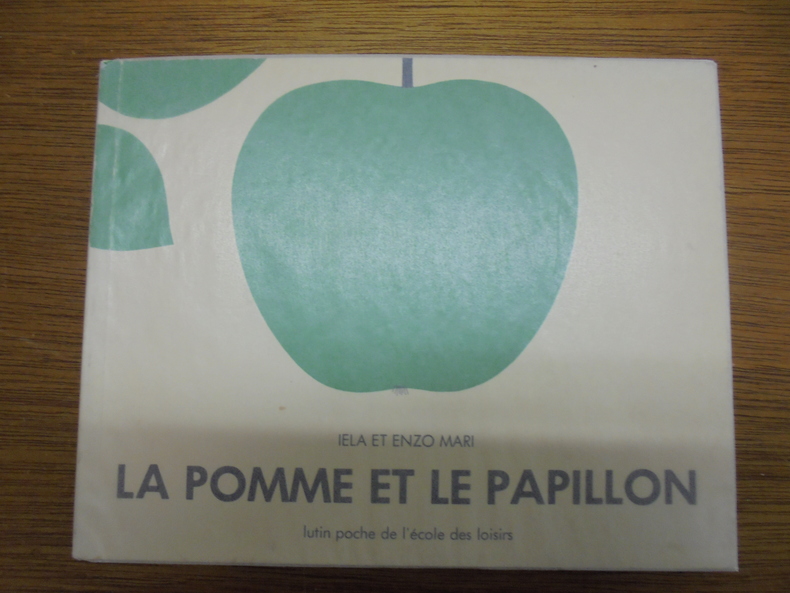 IELA ET ENZO MARI
LA POMME ET LE PAPILLON
lutin poche de l'école des loisirs